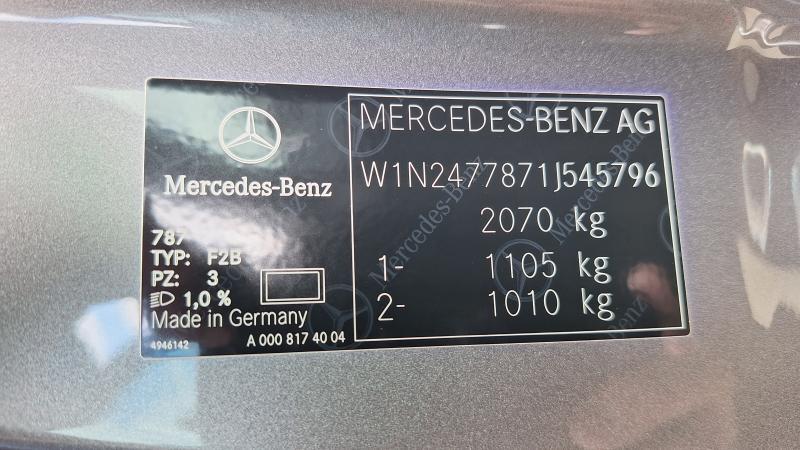 Mercedes-Benz
787
TYP: F2B
PZ: 3
1,0 %
Made in Germany
4946142
A 000 817 40 04
MERCEDES-BENZ AG
W1N2477871J545796
2070 kg
1- 1105 kg
2- 1010 kg